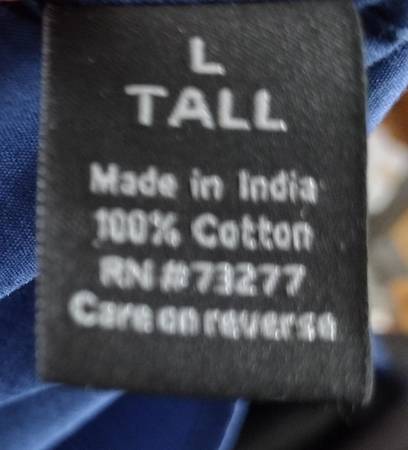 L
TALL
Made in India
100% Cotton
RN#73277
Care on reverse